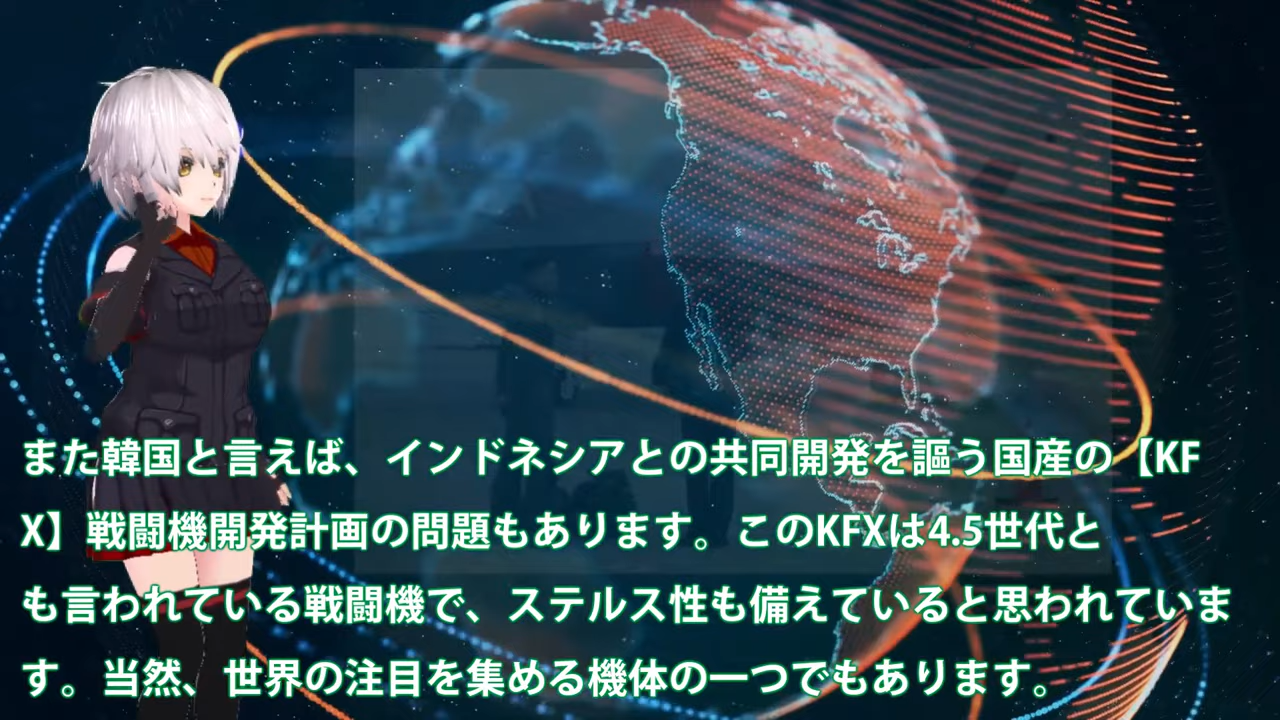 また韓国と言えば、インドネシアとの共同開発を謳う国産の【KF
X】戦闘機開発計画の問題もあります。このKFXは4.5世代と
も言われている戦闘機で、ステルス性も備えていると思われていま
す。当然、世界の注目を集める機体の一つでもあります。